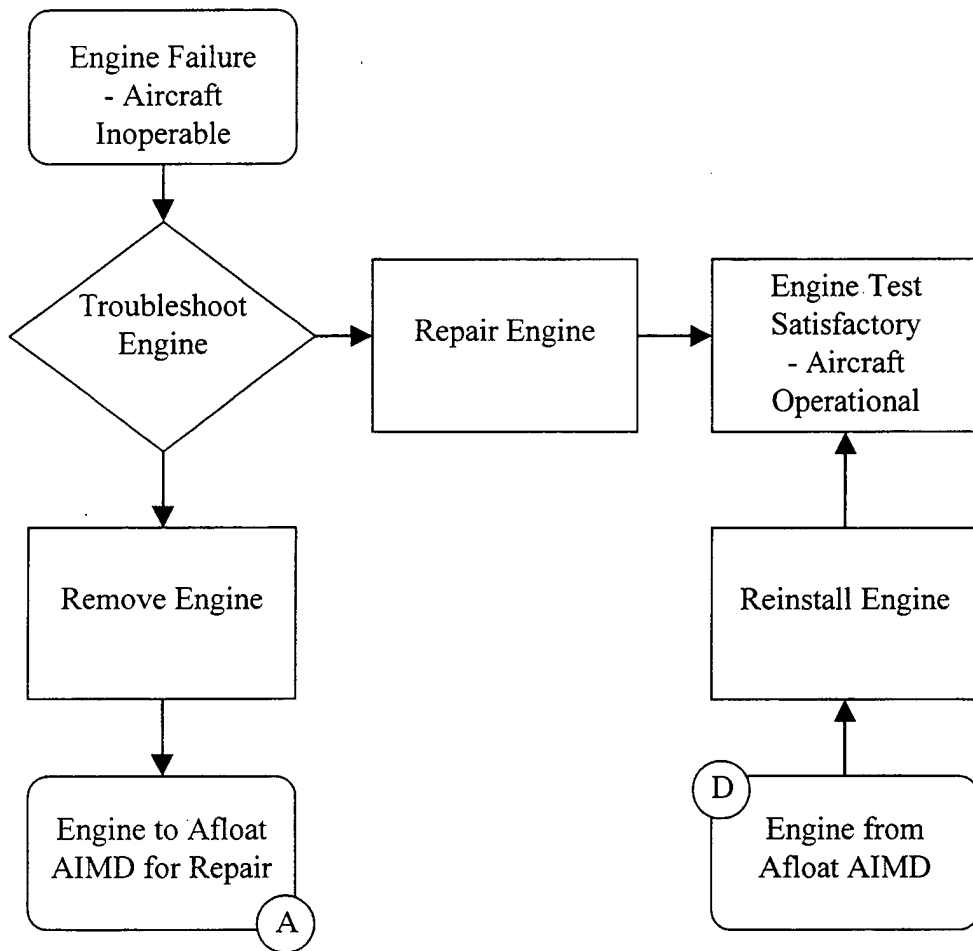 Engine Failure
- Aircraft
Inoperable
Troubleshoot
Engine
Repair Engine
Engine Test
Satisfactory
- Aircraft
Operational
Remove Engine
Reinstall Engine
Engine to Afloat
AIMD for Repair
A
D
Engine from
Afloat AIMD